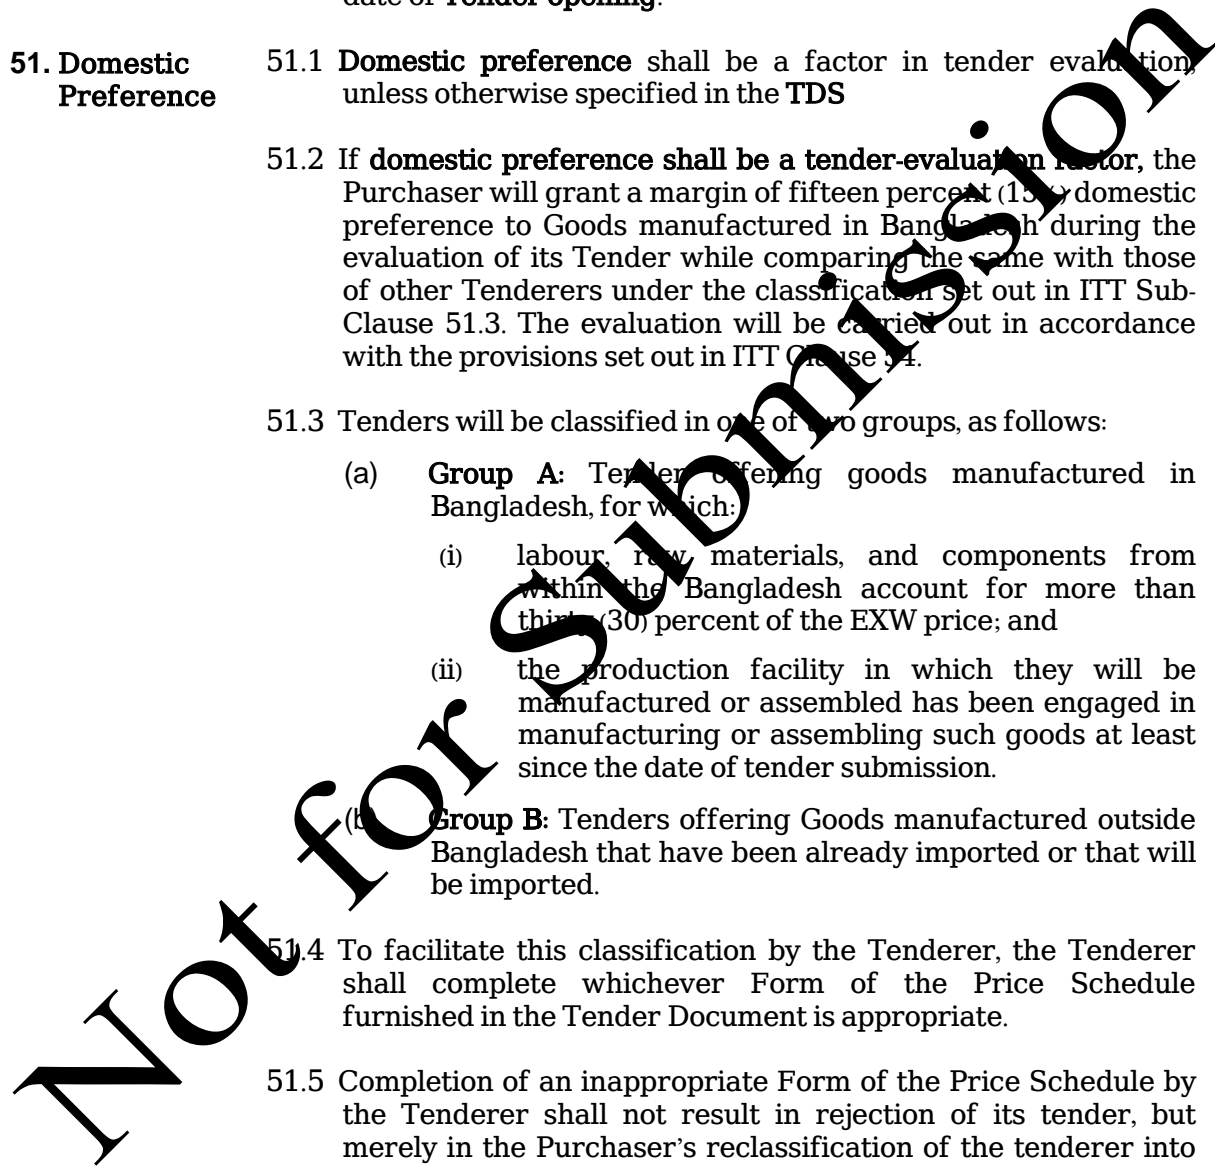 date of Tender opening.
51. Domestic Preference
51.1 Domestic preference shall be a factor in tender evaluation,
unless otherwise specified in the TDS
51.2 If domestic preference shall be a tender-evaluation factor, the
Purchaser will grant a margin of fifteen percent (15%) domestic
preference to Goods manufactured in Bangladesh during the
evaluation of its Tender while comparing the same with those
of other Tenderers under the classification set out in ITT Sub-
Clause 51.3. The evaluation will be carried out in accordance
with the provisions set out in ITT Clause 54.
51.3 Tenders will be classified in one of two groups, as follows:
(a) Group A: Tender offering goods manufactured in
Bangladesh, for which:
(i) labour, raw materials, and components from
within the Bangladesh account for more than
thirty (30) percent of the EXW price; and
(ii) the production facility in which they will be
manufactured or assembled has been engaged in
manufacturing or assembling such goods at least
since the date of tender submission.
(b) Group B: Tenders offering Goods manufactured outside
Bangladesh that have been already imported or that will
be imported.
51.4 To facilitate this classification by the Tenderer, the Tenderer
shall complete whichever Form of the Price Schedule
furnished in the Tender Document is appropriate.
51.5 Completion of an inappropriate Form of the Price Schedule by
the Tenderer shall not result in rejection of its tender, but
merely in the Purchaser's reclassification of the tenderer into
Not for Submission